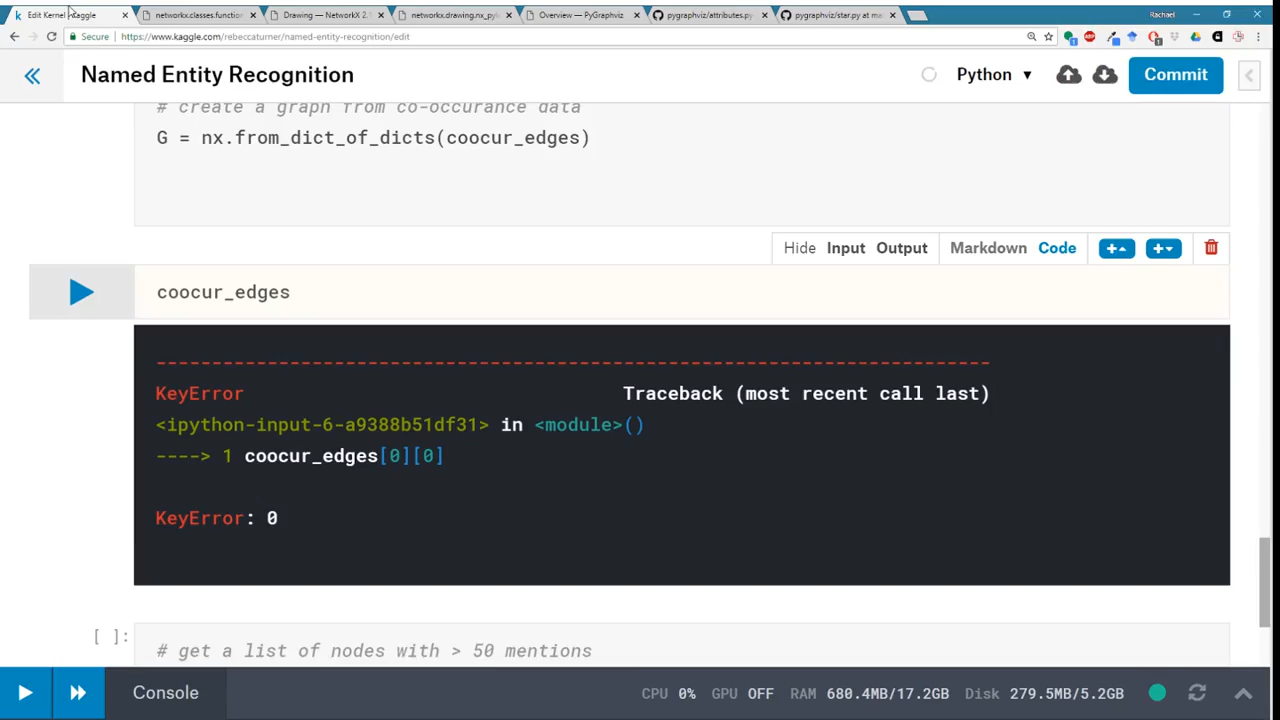 Edit Kernel | Kaggle
networkx.classes.function
Drawing — NetworkX 2.
networkx.drawing.nx_pyl
Overview — PyGraphviz
pygraphviz/attributes.py
pygraphviz/star.py at ma
Rachael
Secure
https://www.kaggle.com/rebeccaturner/named-entity-recognition/edit
Named Entity Recognition
Python
Commit
# create a graph from co-occurance data
G = nx.from_dict_of_dicts(coocur_edges)
Hide Input Output Markdown Code
coocur_edges
---------------------------------------------------------------------------
KeyError Traceback (most recent call last)
<ipython-input-6-a9388b51df31> in <module>()
----> 1 coocur_edges[0][0]
KeyError: 0
[ ]:
# get a list of nodes with > 50 mentions
Console
CPU 0% GPU OFF RAM 680.4MB/17.2GB Disk 279.5MB/5.2GB